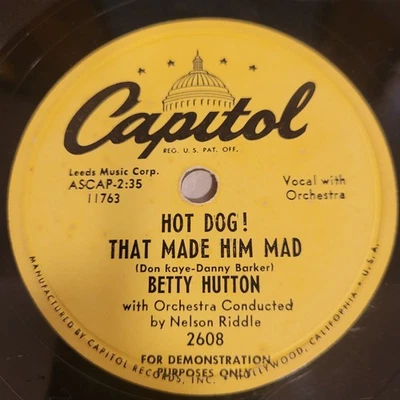 Capitol
REG. U.S. PAT. OFF.
Leeds Music Corp.
ASCAP-2:35
11763
Vocal with
Orchestra
HOT DOG!
THAT MADE HIM MAD
(Don Kaye-Danny Barker)
BETTY HUTTON
with Orchestra Conducted
by Nelson Riddle
2608
FOR DEMONSTRATION
PURPOSES ONLY
MANUFACTURED BY CAPITOL RECORDS, INC. • HOLLYWOOD, CALIFORNIA, U.S.A.